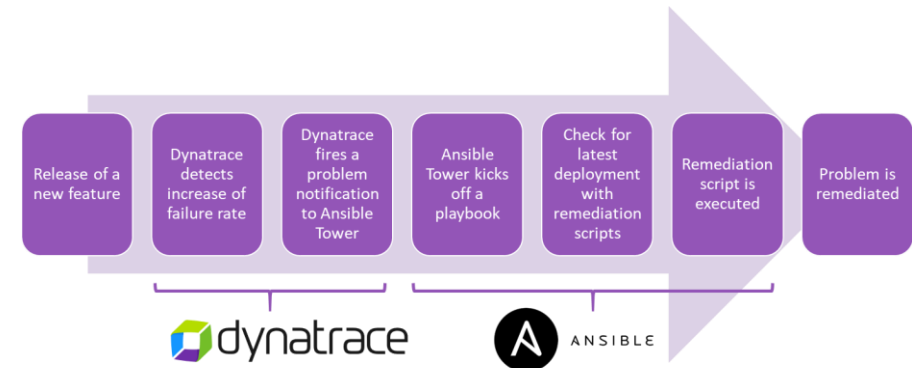 Release of a
new feature
Dynatrace
detects
increase of
failure rate
Dynatrace
fires a
problem
notification
to Ansible
Tower
Ansible
Tower kicks
off a
playbook
Check for
latest
deployment
with
remediation
scripts
Remediation
script is
executed
Problem is
remediated
dynatrace
A
ANSIBLE